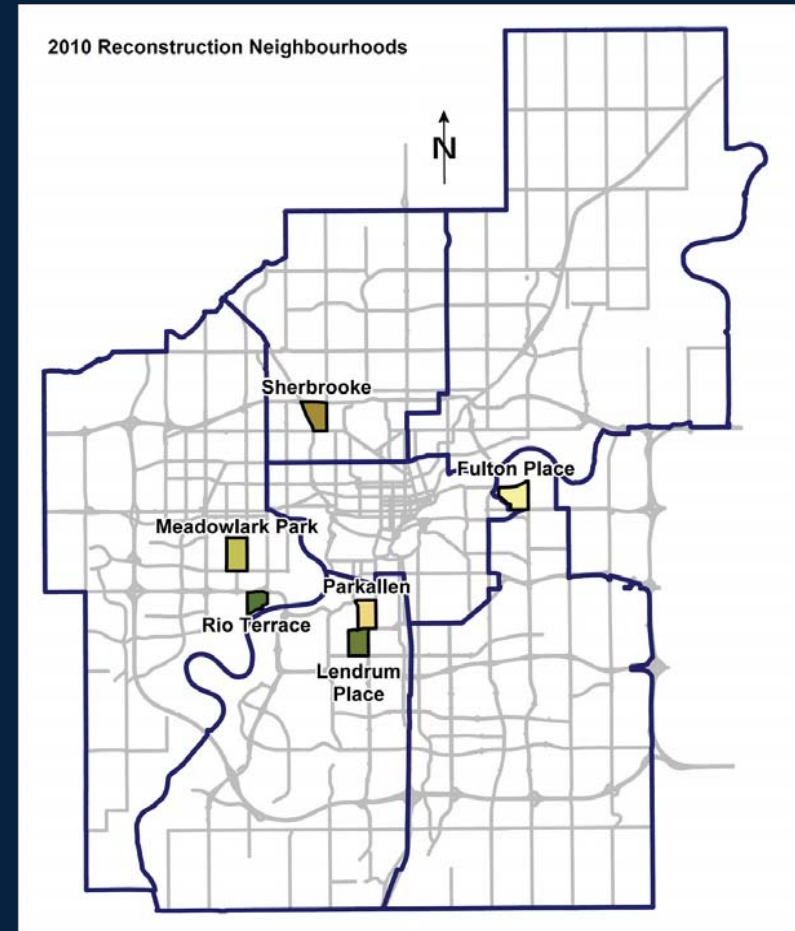 2010 Reconstruction Neighbourhoods
N
Sherbrooke
Fulton Place
Meadowlark Park
Parkallen
Rio Terrace
Lendrum
Place